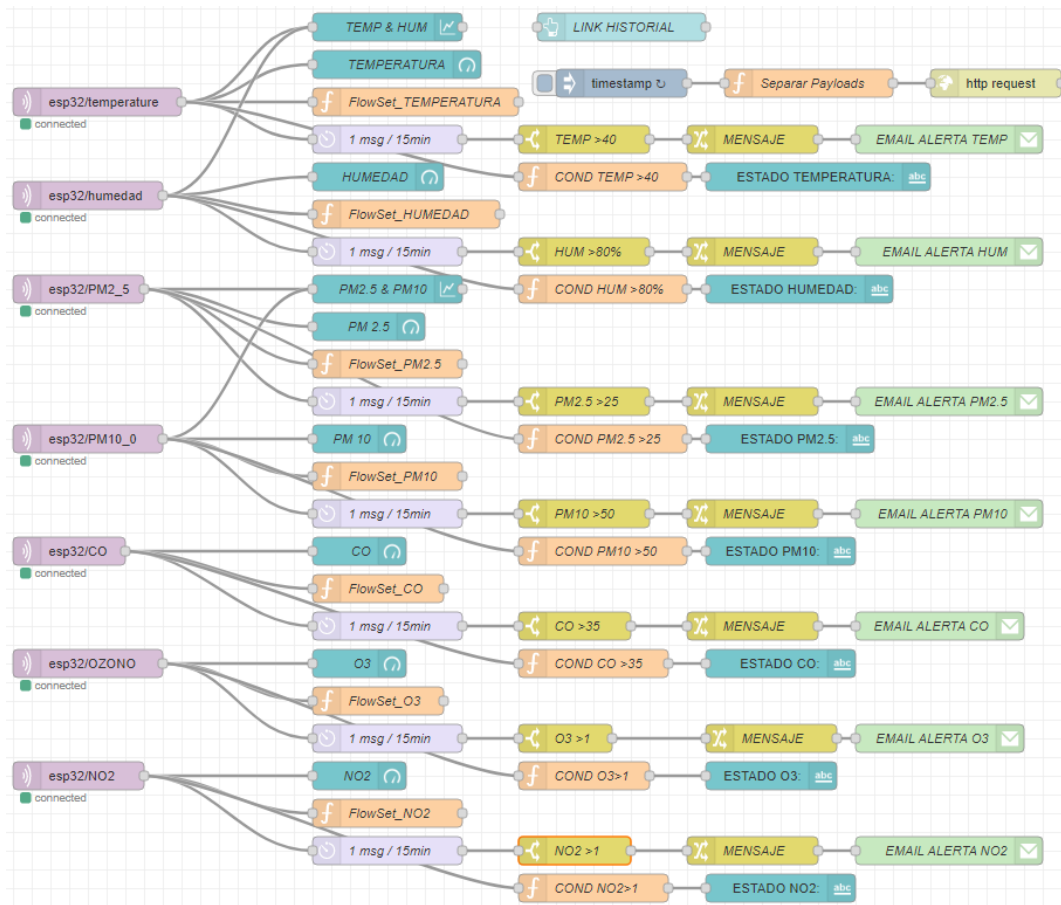 TEMP & HUM
LINK HISTORIAL
TEMPERATURA
timestamp ↻
Separar Payloads
http request
esp32/temperature
connected
FlowSet_TEMPERATURA
1 msg / 15min
TEMP >40
MENSAJE
EMAIL ALERTA TEMP
HUMEDAD
COND TEMP >40
ESTADO TEMPERATURA:
abc
esp32/humedad
connected
FlowSet_HUMEDAD
1 msg / 15min
HUM >80%
MENSAJE
EMAIL ALERTA HUM
esp32/PM2_5
connected
PM2.5 & PM10
COND HUM >80%
ESTADO HUMEDAD:
abc
PM 2.5
FlowSet_PM2.5
1 msg / 15min
PM2.5 >25
MENSAJE
EMAIL ALERTA PM2.5
esp32/PM10_0
connected
PM 10
COND PM2.5 >25
ESTADO PM2.5:
abc
FlowSet_PM10
1 msg / 15min
PM10 >50
MENSAJE
EMAIL ALERTA PM10
esp32/CO
connected
CO
COND PM10 >50
ESTADO PM10:
abc
FlowSet_CO
1 msg / 15min
CO >35
MENSAJE
EMAIL ALERTA CO
esp32/OZONO
connected
O3
COND CO >35
ESTADO CO:
abc
FlowSet_O3
1 msg / 15min
O3 >1
MENSAJE
EMAIL ALERTA O3
esp32/NO2
connected
NO2
COND O3>1
ESTADO O3:
abc
FlowSet_NO2
1 msg / 15min
NO2 >1
MENSAJE
EMAIL ALERTA NO2
COND NO2>1
ESTADO NO2:
abc